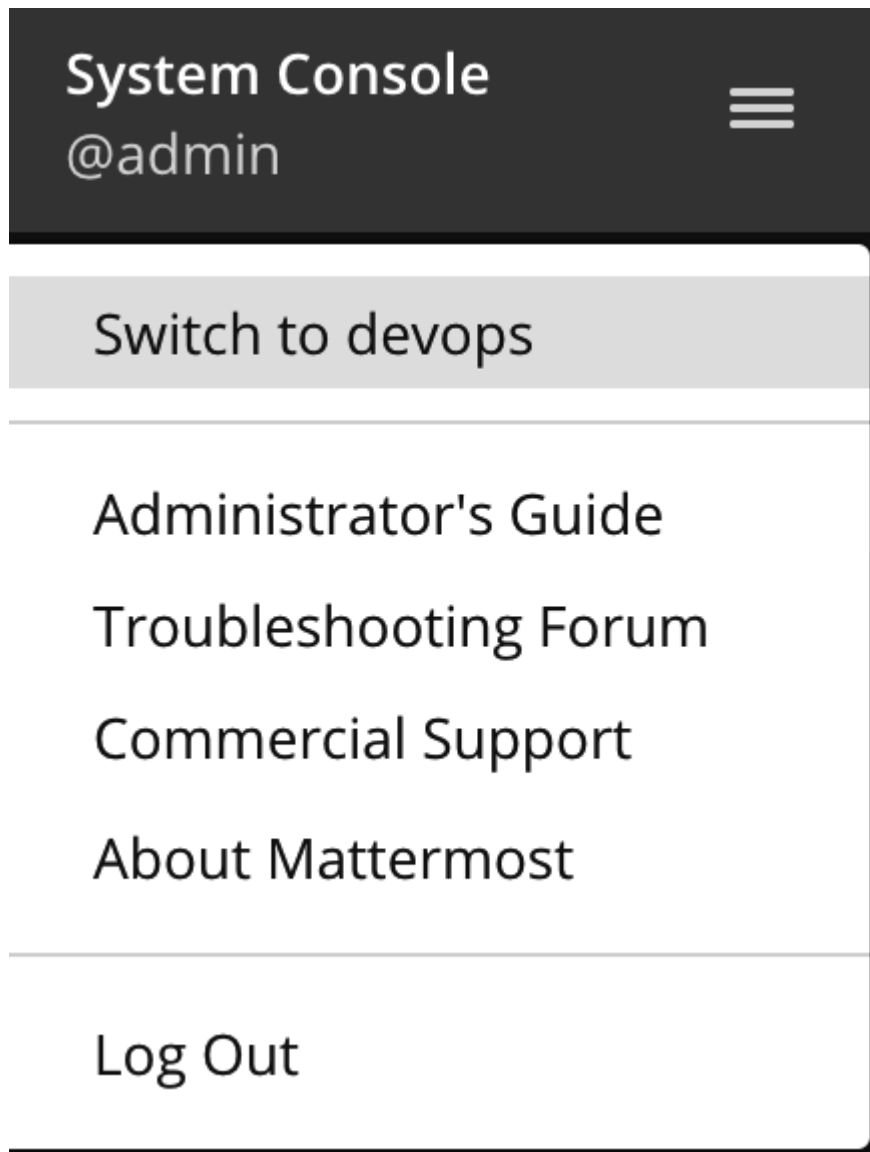 System Console
@admin
Switch to devops
Administrator's Guide
Troubleshooting Forum
Commercial Support
About Mattermost
Log Out